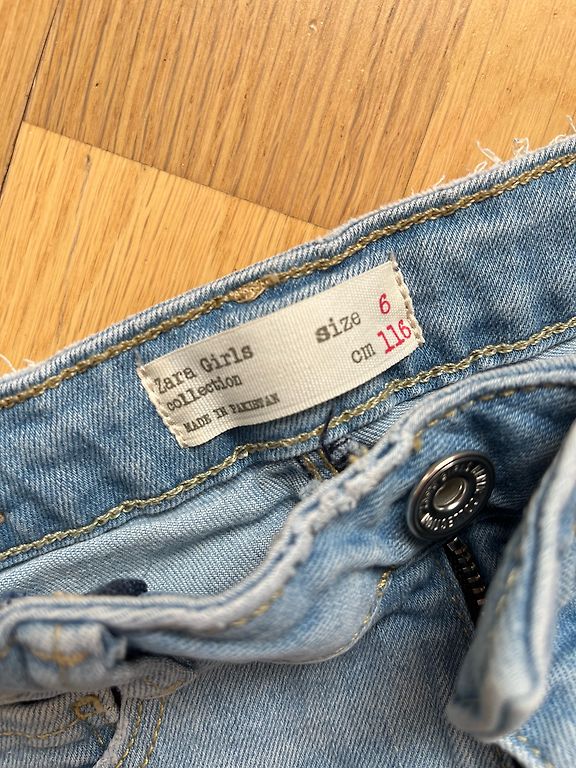 Zara Girls
collection
MADE IN PAKISTAN
size 6
cm 116